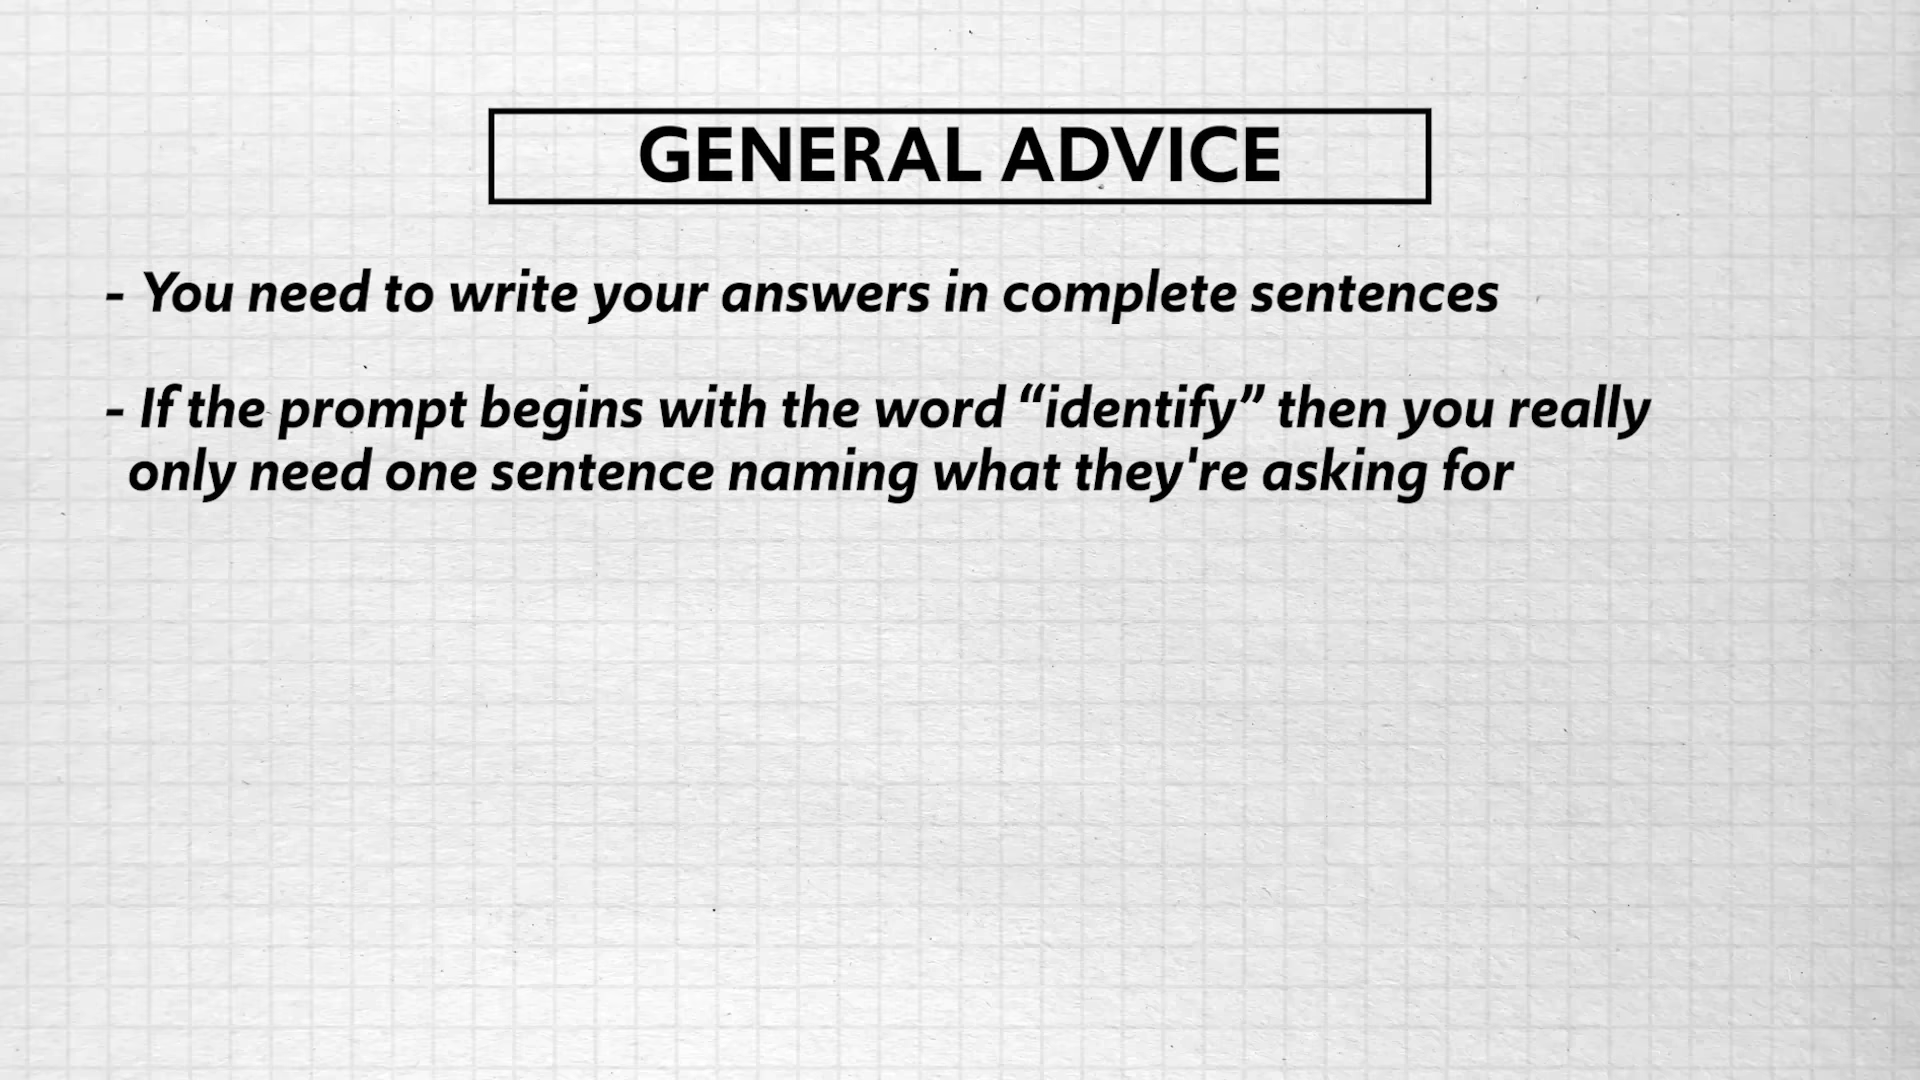 GENERAL ADVICE
- You need to write your answers in complete sentences
- If the prompt begins with the word “identify” then you really
only need one sentence naming what they're asking for